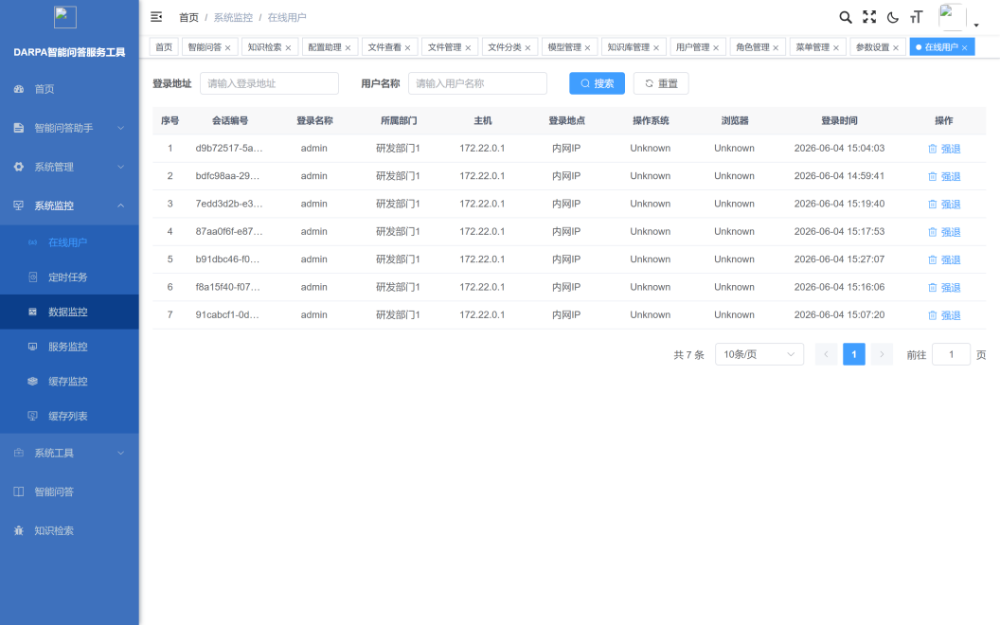 DARPA智能问答服务工具
首页
智能问答助手
系统管理
系统监控
在线用户
定时任务
数据监控
服务监控
缓存监控
缓存列表
系统工具
智能问答
知识检索
首页 / 系统监控 / 在线用户
首页 智能问答 × 知识检索 × 配置助理 × 文件查看 × 文件管理 × 文件分类 × 模型管理 × 知识库管理 × 用户管理 × 角色管理 × 菜单管理 × 参数设置 × 在线用户 ×
登录地址 请输入登录地址 用户名称 请输入用户名称 搜索 重置
序号 会话编号 登录名称 所属部门 主机 登录地点 操作系统 浏览器 登录时间 操作
1 d9b72517-5a... admin 研发部门1 172.22.0.1 内网IP Unknown Unknown 2026-06-04 15:04:03 强退
2 bdfc98aa-29... admin 研发部门1 172.22.0.1 内网IP Unknown Unknown 2026-06-04 14:59:41 强退
3 7edd3d2b-e3... admin 研发部门1 172.22.0.1 内网IP Unknown Unknown 2026-06-04 15:19:40 强退
4 87aa0f6f-e87... admin 研发部门1 172.22.0.1 内网IP Unknown Unknown 2026-06-04 15:17:53 强退
5 b91dbc46-f0... admin 研发部门1 172.22.0.1 内网IP Unknown Unknown 2026-06-04 15:27:07 强退
6 f8a15f40-f07... admin 研发部门1 172.22.0.1 内网IP Unknown Unknown 2026-06-04 15:16:06 强退
7 91cabcf1-0d... admin 研发部门1 172.22.0.1 内网IP Unknown Unknown 2026-06-04 15:07:20 强退
共 7 条 10条/页 1 前往 1 页